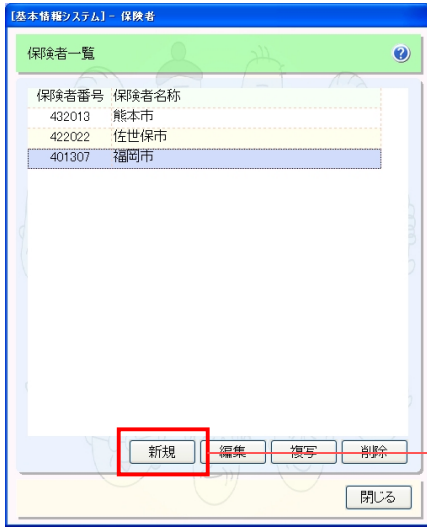 [基本情報システム] - 保険者
保険者一覧
保険者番号 保険者名称
432013 熊本市
422022 佐世保市
401307 福岡市
新規 編集 複写 削除
閉じる